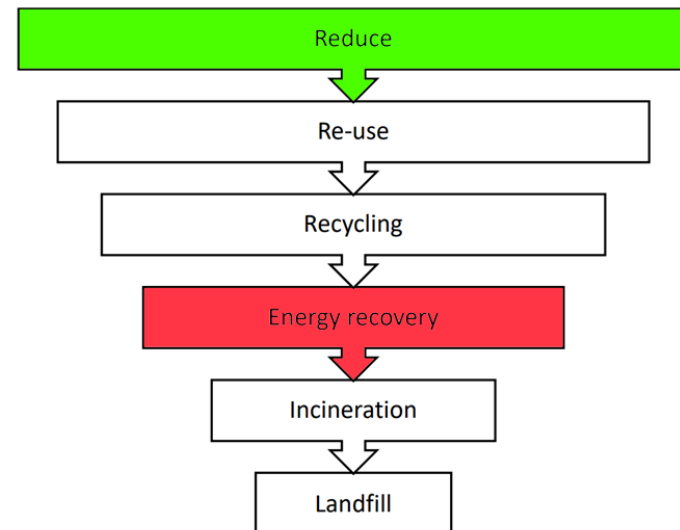 Reduce
Re-use
Recycling
Energy recovery
Incineration
Landfill